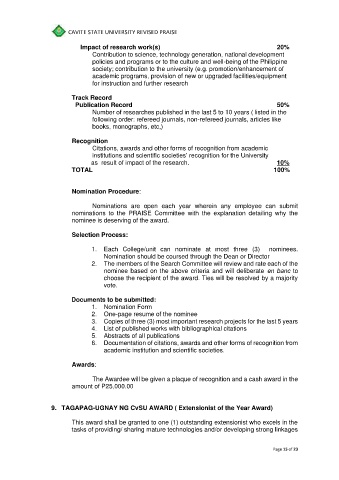 CAVITE STATE UNIVERSITY REVISED PRAISE
Impact of research work(s) 20%
Contribution to science, technology generation, national development
policies and programs or to the culture and well-being of the Philippine
society; contribution to the university (e.g. promotion/enhancement of
academic programs, provision of new or upgraded facilities/equipment
for instruction and further research
Track Record
Publication Record 50%
Number of researches published in the last 5 to 10 years ( listed in the
following order: refereed journals, non-refereed journals, articles like
books, monographs, etc,)
Recognition
Citations, awards and other forms of recognition from academic
institutions and scientific societies' recognition for the University
as result of impact of the research. 10%
TOTAL 100%
Nomination Procedure:
Nominations are open each year wherein any employee can submit
nominations to the PRAISE Committee with the explanation detailing why the
nominee is deserving of the award.
Selection Process:
1. Each College/unit can nominate at most three (3) nominees.
Nomination should be coursed through the Dean or Director
2. The members of the Search Committee will review and rate each of the
nominee based on the above criteria and will deliberate en banc to
choose the recipient of the award. Ties will be resolved by a majority
vote.
Documents to be submitted:
1. Nomination Form
2. One-page resume of the nominee
3. Copies of three (3) most important research projects for the last 5 years
4. List of published works with bibliographical citations
5. Abstracts of all publications
6. Documentation of citations, awards and other forms of recognition from
academic institution and scientific societies.
Awards:
The Awardee will be given a plaque of recognition and a cash award in the
amount of P25,000.00
9. TAGAPAG-UGNAY NG CvSU AWARD ( Extensionist of the Year Award)
This award shall be granted to one (1) outstanding extensionist who excels in the
tasks of providing/ sharing mature technologies and/or developing strong linkages
Page 13 of 23